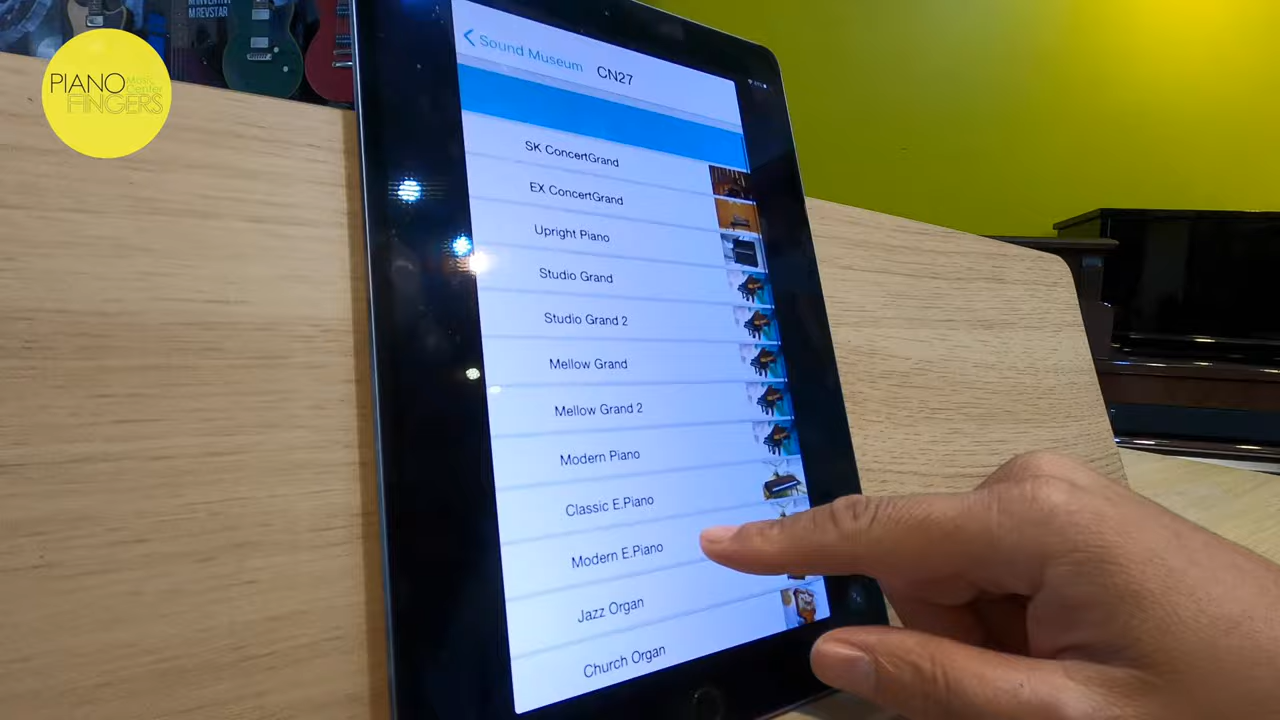 M REVSTAR
PIANO Music
Center
FINGERS
Sound Museum CN27
SK ConcertGrand
EX ConcertGrand
Upright Piano
Studio Grand
Studio Grand 2
Mellow Grand
Mellow Grand 2
Modern Piano
Classic E.Piano
Modern E.Piano
Jazz Organ
Church Organ